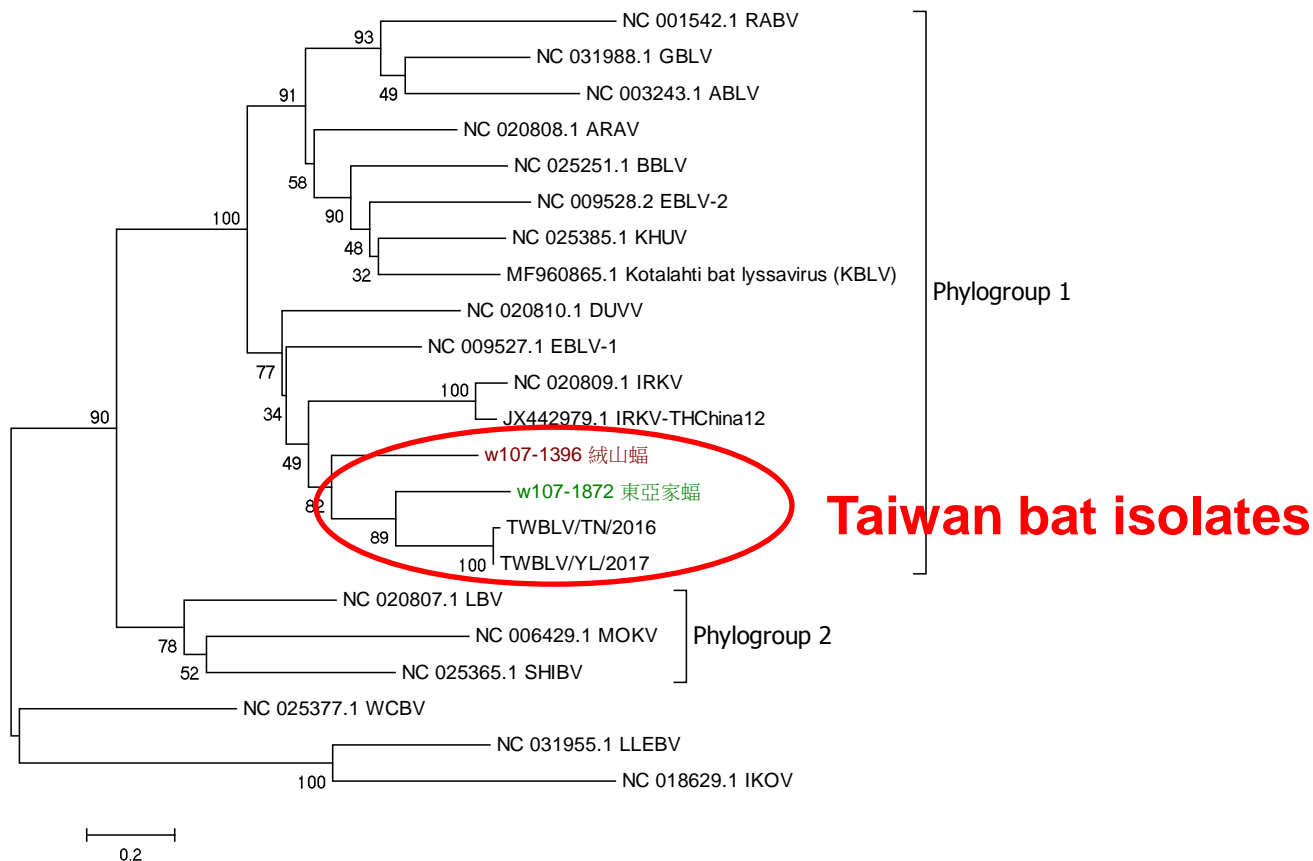 NC 001542.1 RABV
93
NC 031988.1 GBLV
49
NC 003243.1 ABLV
91
NC 020808.1 ARAV
58
NC 025251.1 BBLV
90
NC 009528.2 EBLV-2
100
48
NC 025385.1 KHUV
32
MF960865.1 Kotalahti bat lyssavirus (KBLV)
Phylogroup 1
NC 020810.1 DUVV
77
NC 009527.1 EBLV-1
34
NC 020809.1 IRKV
100
90
JX442979.1 IRKV-THChina12
49
w107-1396 絨山蝠
82
w107-1872 東亞家蝠
Taiwan bat isolates
89
TWBLV/TN/2016
100
TWBLV/YL/2017
NC 020807.1 LBV
78
NC 006429.1 MOKV
Phylogroup 2
52
NC 025365.1 SHIBV
NC 025377.1 WCBV
NC 031955.1 LLEBV
100
NC 018629.1 IKOV
0.2